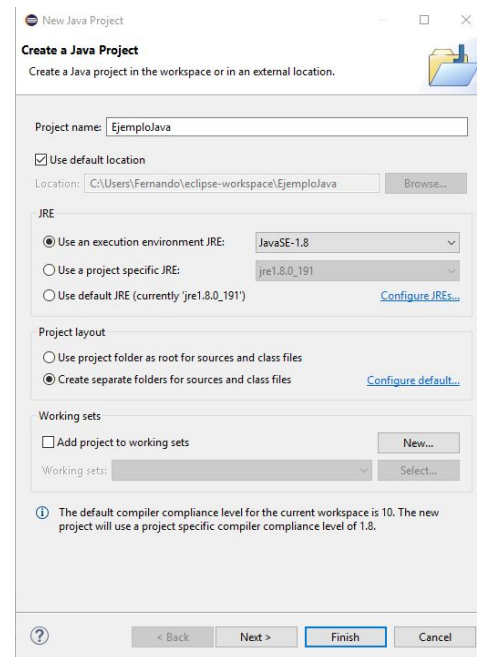 New Java Project
Create a Java Project
Create a Java project in the workspace or in an external location.
Project name: EjemploJava
Use default location
Location: C:\Users\Fernando\eclipse-workspace\EjemploJava Browse...
JRE
Use an execution environment JRE: JavaSE-1.8
Use a project specific JRE: jre1.8.0_191
Use default JRE (currently 'jre1.8.0_191') Configure JREs...
Project layout
Use project folder as root for sources and class files
Create separate folders for sources and class files Configure default...
Working sets
Add project to working sets New...
Working sets: Select...
The default compiler compliance level for the current workspace is 10. The new
project will use a project specific compiler compliance level of 1.8.
? < Back Next > Finish Cancel